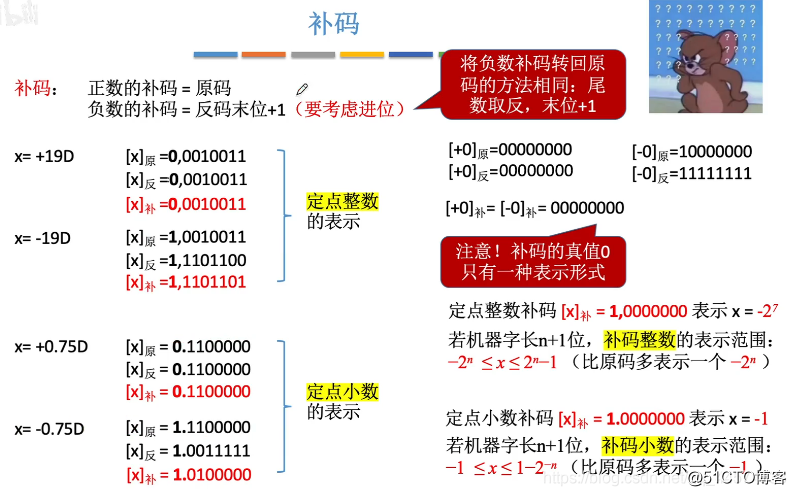 补码
补码： 正数的补码 = 原码
负数的补码 = 反码末位+1（要考虑进位）
将负数补码转回原
码的方法相同：尾
数取反，末位+1
x= +19D [x]原 =0,0010011
[x]反 =0,0010011
[x]补 =0,0010011
定点整数
的表示
x= -19D [x]原 =1,0010011
[x]反 =1,1101100
[x]补 =1,1101101
x= +0.75D [x]原 = 0.1100000
[x]反 = 0.1100000
[x]补 = 0.1100000
定点小数
的表示
x= -0.75D [x]原 = 1.1100000
[x]反 = 1.0011111
[x]补 = 1.0100000
[+0]原=00000000 [-0]原=10000000
[+0]反=00000000 [-0]反=11111111
[+0]补= [-0]补= 00000000
注意！补码的真值0
只有一种表示形式
定点整数补码 [x]补 = 1,0000000 表示 x = -2⁷
若机器字长n+1位，补码整数的表示范围：
−2ⁿ ≤ x ≤ 2ⁿ−1 （比原码多表示一个 −2ⁿ ）
定点小数补码 [x]补 = 1.0000000 表示 x = -1
若机器字长n+1位，补码小数的表示范围：
−1 ≤ x ≤ 1−2⁻ⁿ （比原码多表示一个 −1 ）
@51CTO博客